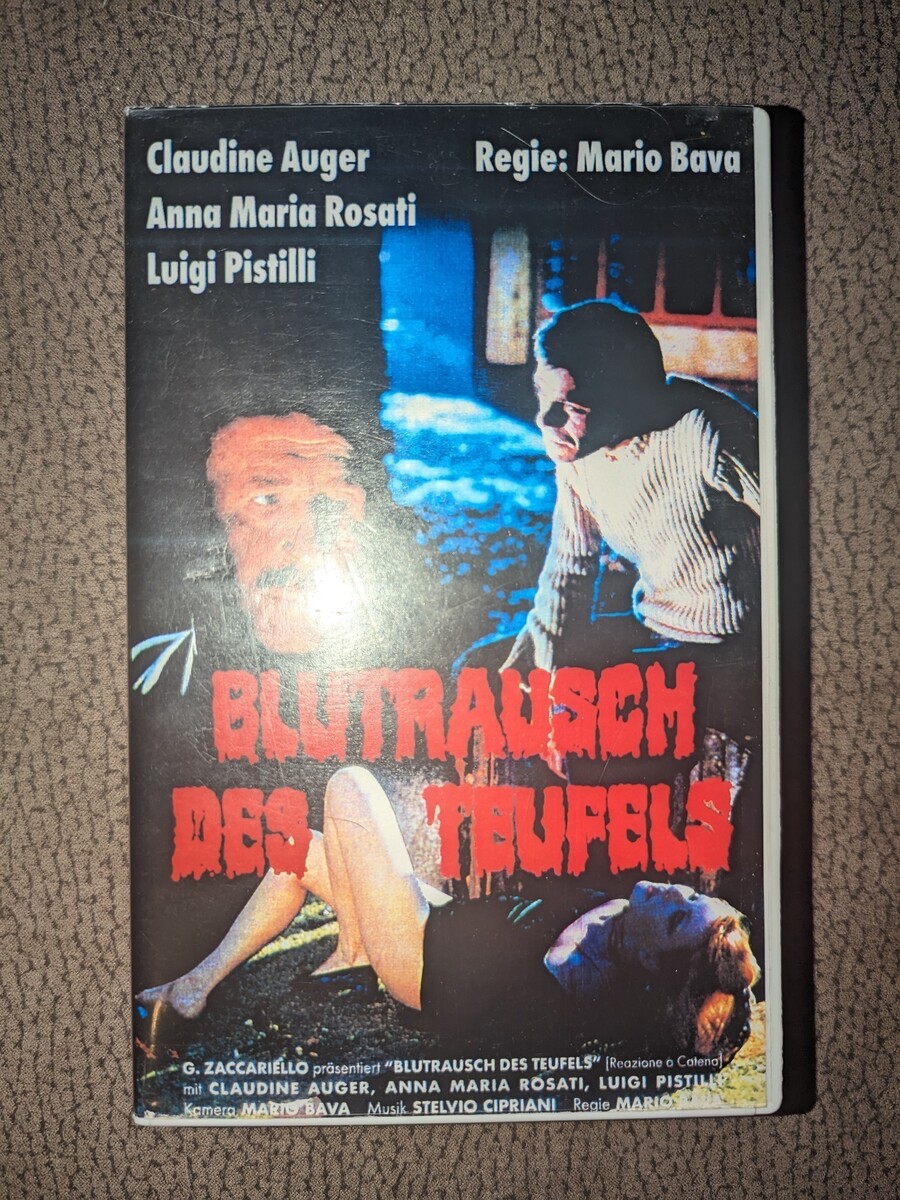 Claudine Auger
Regie: Mario Bava
Anna Maria Rosati
Luigi Pistilli
BLUTRAUSCH
DES TEUFELS
G. ZACCARIELLO präsentiert "BLUTRAUSCH DES TEUFELS" (Reazione a Catena)
mit CLAUDINE AUGER, ANNA MARIA ROSATI, LUIGI PISTILLI
Kamera MARIO BAVA Musik STELVIO CIPRIANI Regie MARIO BAVA